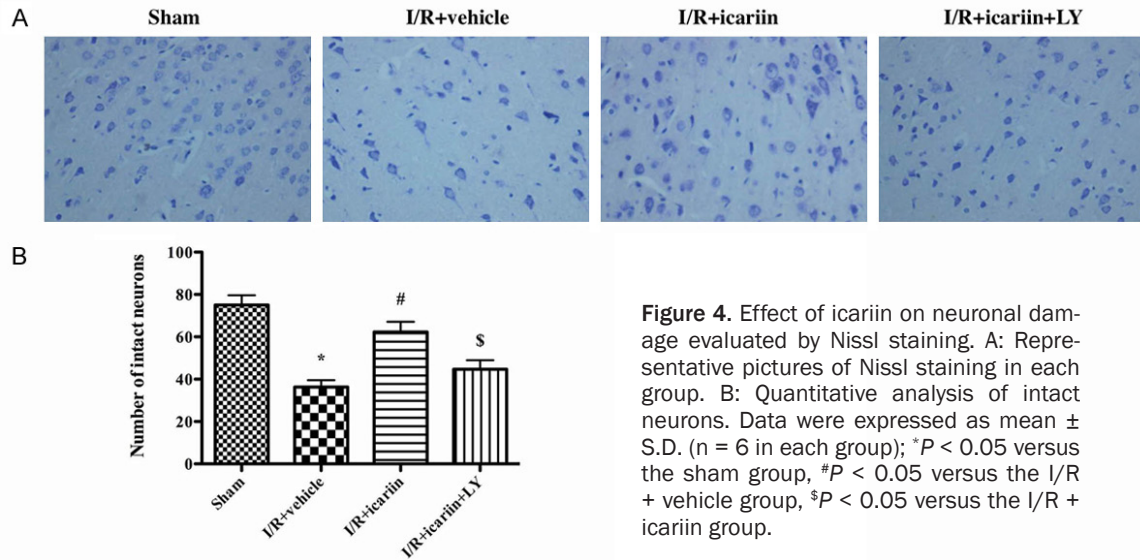 A
Sham
I/R+vehicle
I/R+icariin
I/R+icariin+LY
B
Number of intact neurons
100
80
60
40
20
0
*
#
$
Sham
I/R+vehicle
I/R+icariin
I/R+icariin+LY
Figure 4. Effect of icariin on neuronal dam-
age evaluated by Nissl staining. A: Repre-
sentative pictures of Nissl staining in each
group. B: Quantitative analysis of intact
neurons. Data were expressed as mean ±
S.D. (n = 6 in each group); *P < 0.05 versus
the sham group, #P < 0.05 versus the I/R
+ vehicle group, $P < 0.05 versus the I/R +
icariin group.